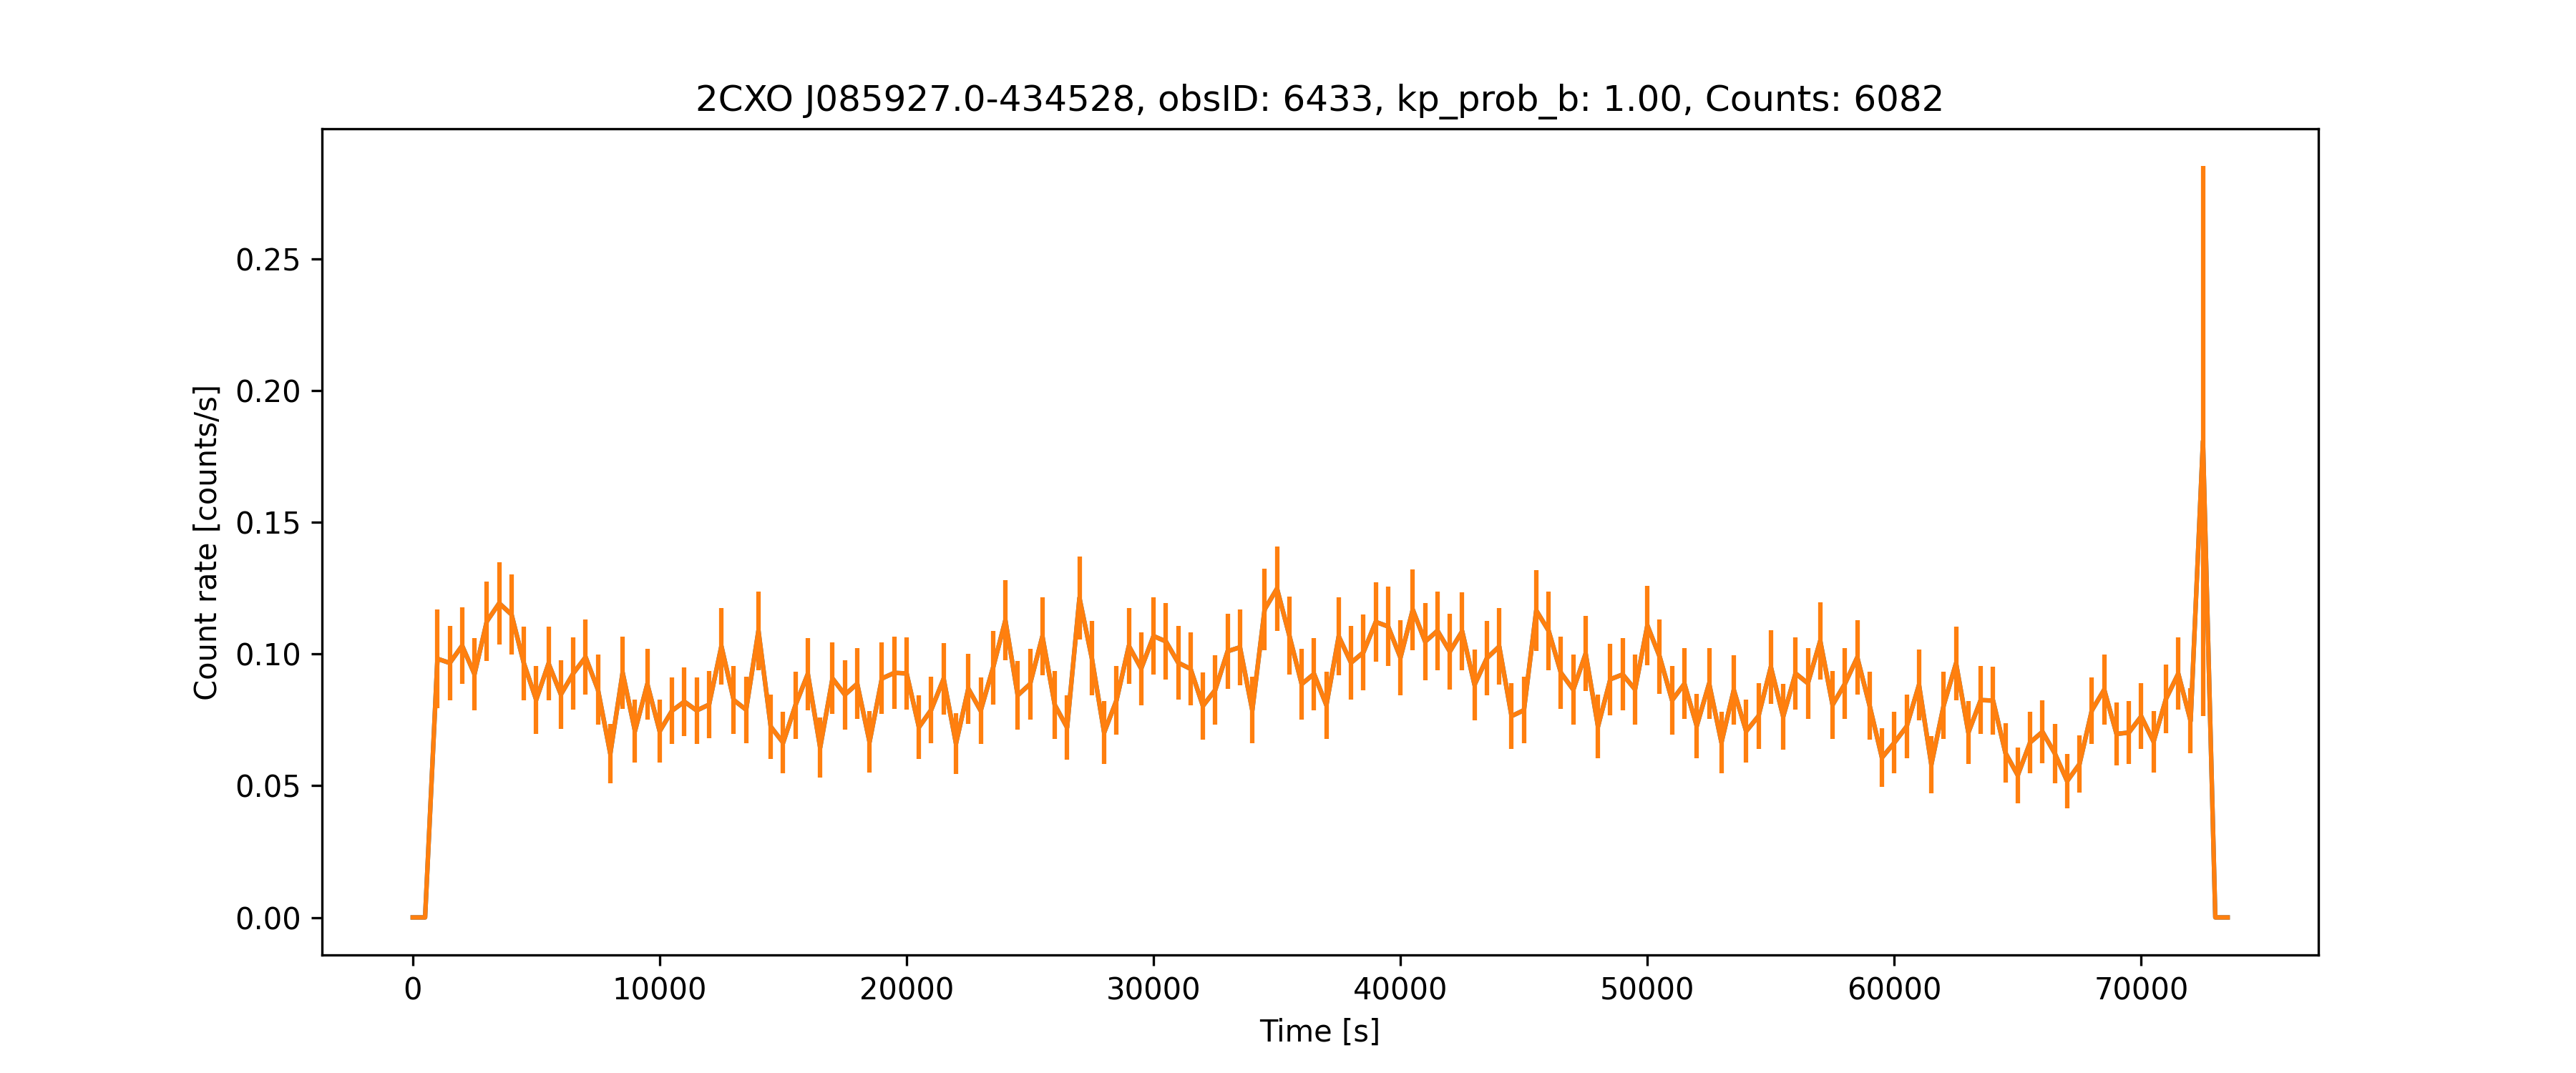 2CXO J085927.0-434528, obsID: 6433, kp_prob_b: 1.00, Counts: 6082
Count rate [counts/s]
0.25
0.20
0.15
0.10
0.05
0.00
0 10000 20000 30000 40000 50000 60000 70000
Time [s]